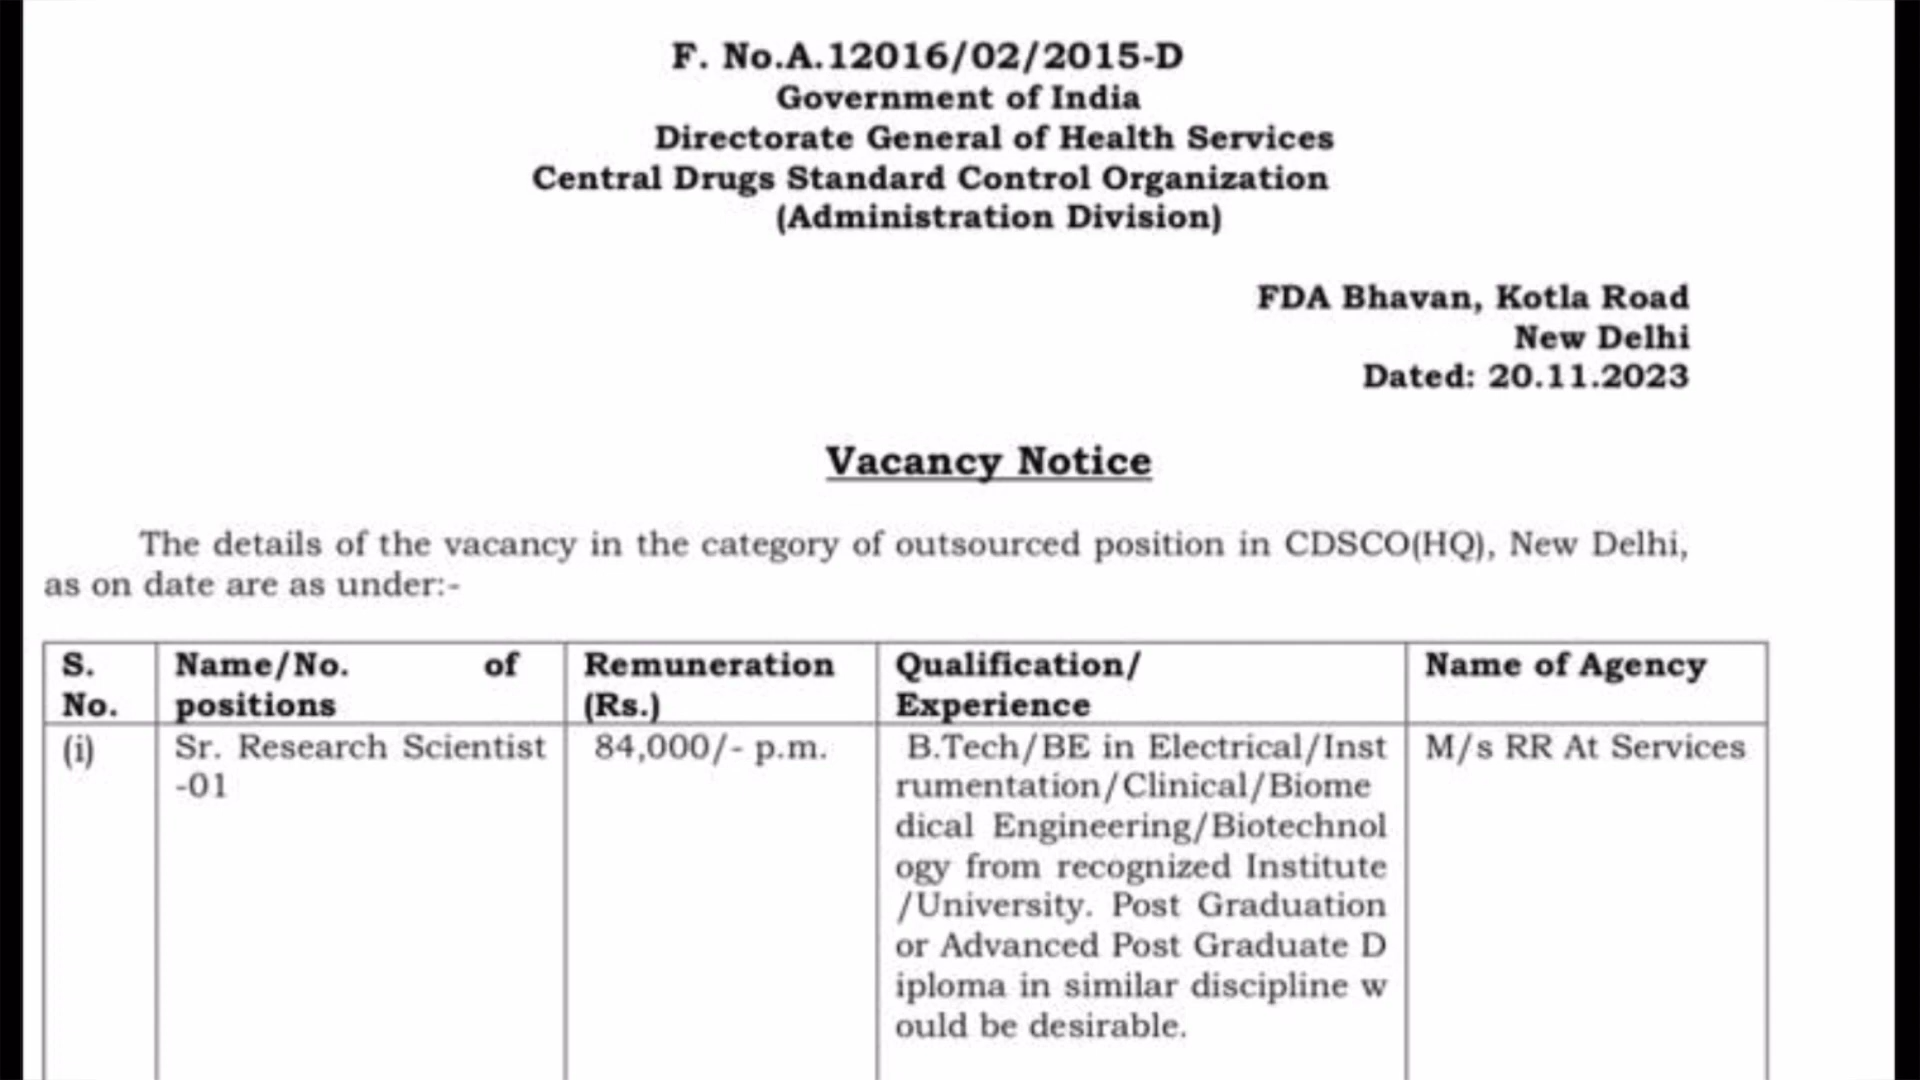 F. No.A.12016/02/2015-D
Government of India
Directorate General of Health Services
Central Drugs Standard Control Organization
(Administration Division)
FDA Bhavan, Kotla Road
New Delhi
Dated: 20.11.2023
Vacancy Notice
The details of the vacancy in the category of outsourced position in CDSCO(HQ), New Delhi,
as on date are as under:-
S.
No.
Name/No. of
positions
Remuneration
(Rs.)
Qualification/
Experience
Name of Agency
(i)
Sr. Research Scientist
-01
84,000/- p.m.
B.Tech/BE in Electrical/Inst
rumentation/Clinical/Biome
dical Engineering/Biotechnol
ogy from recognized Institute
/University. Post Graduation
or Advanced Post Graduate D
iploma in similar discipline w
ould be desirable.
M/s RR At Services